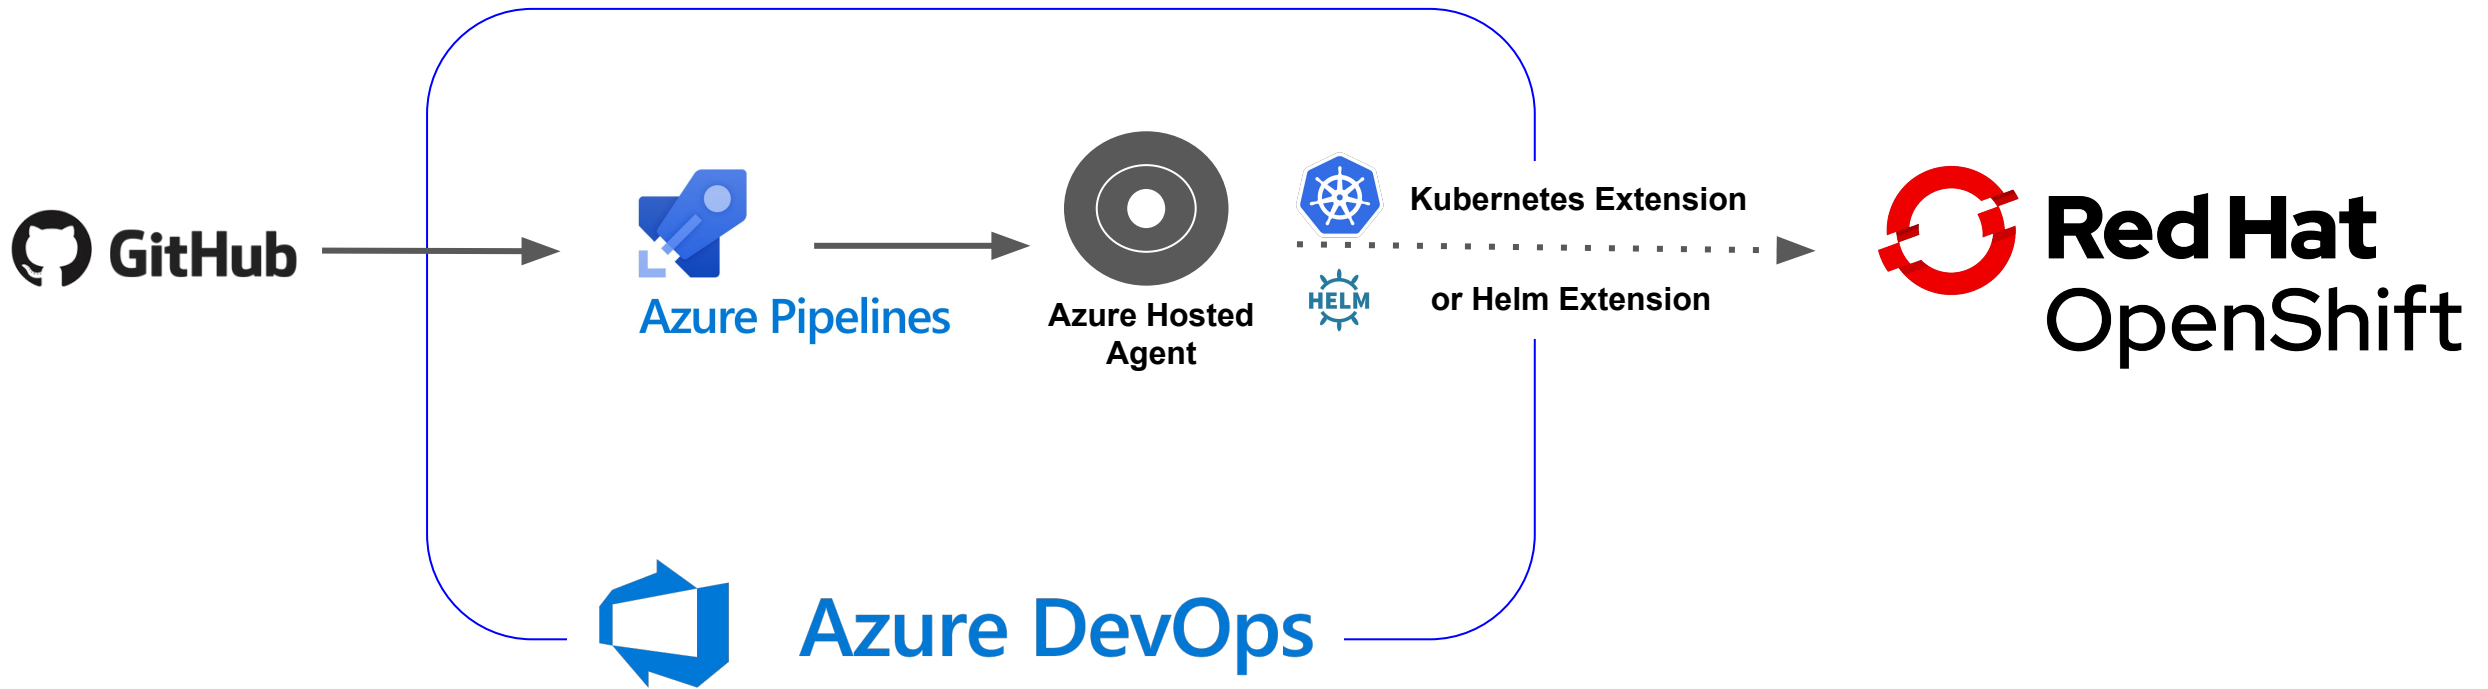 GitHub
Azure Pipelines
Azure Hosted
Agent
Kubernetes Extension
HELM
or Helm Extension
Red Hat
OpenShift
Azure DevOps